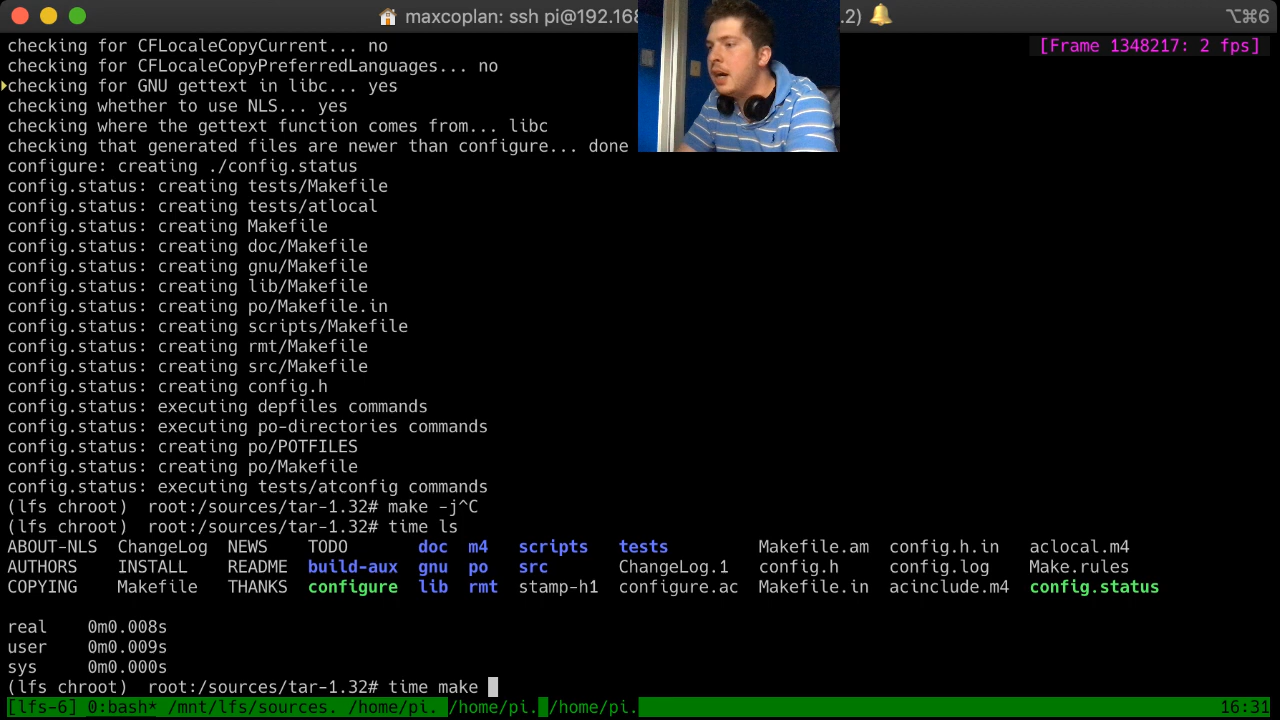 maxcoplan: ssh pi@192.168 .2) ⌥⌘6
checking for CFLocaleCopyCurrent... no [Frame 1348217: 2 fps]
checking for CFLocaleCopyPreferredLanguages... no
checking for GNU gettext in libc... yes
checking whether to use NLS... yes
checking where the gettext function comes from... libc
checking that generated files are newer than configure... done
configure: creating ./config.status
config.status: creating tests/Makefile
config.status: creating tests/atlocal
config.status: creating Makefile
config.status: creating doc/Makefile
config.status: creating gnu/Makefile
config.status: creating lib/Makefile
config.status: creating po/Makefile.in
config.status: creating scripts/Makefile
config.status: creating rmt/Makefile
config.status: creating src/Makefile
config.status: creating config.h
config.status: executing depfiles commands
config.status: executing po-directories commands
config.status: creating po/POTFILES
config.status: creating po/Makefile
config.status: executing tests/atconfig commands
(lfs chroot)  root:/sources/tar-1.32# make -j^C
(lfs chroot)  root:/sources/tar-1.32# time ls
ABOUT-NLS  ChangeLog  NEWS    TODO       doc  m4   scripts   tests        Makefile.am  config.h.in   aclocal.m4
AUTHORS    INSTALL    README  build-aux  gnu  po   src       ChangeLog.1  config.h     config.log    Make.rules
COPYING    Makefile   THANKS  configure  lib  rmt  stamp-h1  configure.ac  Makefile.in  acinclude.m4  config.status
real    0m0.008s
user    0m0.009s
sys     0m0.000s
(lfs chroot)  root:/sources/tar-1.32# time make
[lfs-6] 0:bash* /mnt/lfs/sources. /home/pi. /home/pi. /home/pi. 16:31